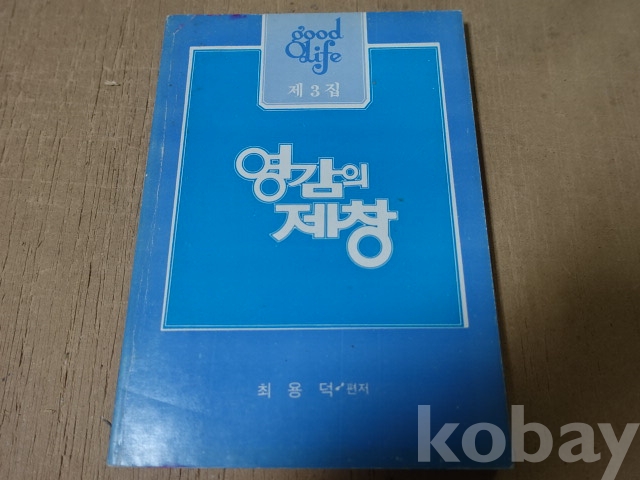 good
life
제3집
영감의
제창
최용덕 편저
kobay